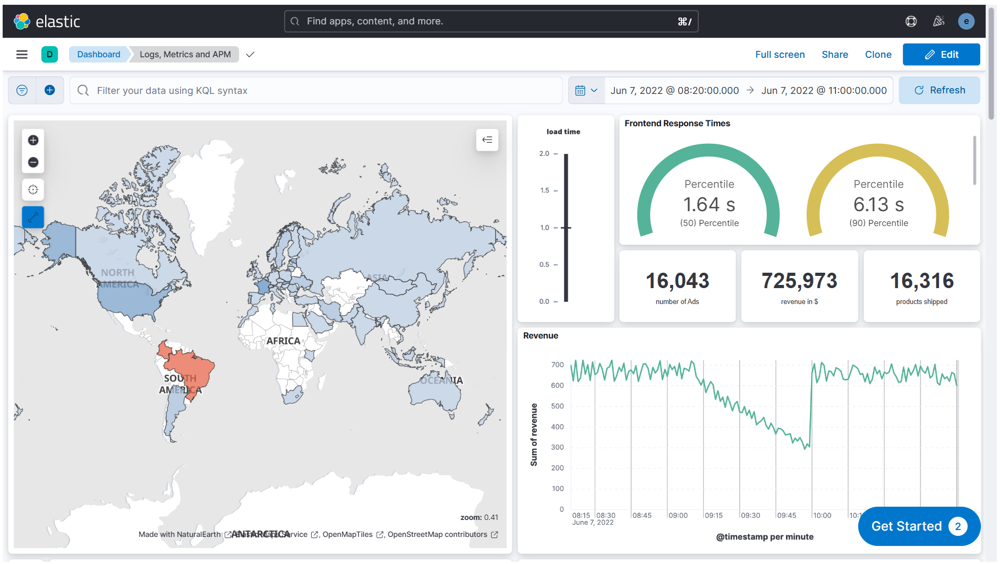 elastic
Find apps, content, and more.
⌘/
e
D
Dashboard
Logs, Metrics and APM
Full screen
Share
Clone
Edit
Filter your data using KQL syntax
Jun 7, 2022 @ 08:20:00.000 → Jun 7, 2022 @ 11:00:00.000
Refresh
NORTH
AMERICA
ASIA
AFRICA
SOUTH
AMERICA
OCEANIA
ANTARCTICA
zoom: 0.41
Made with NaturalEarth , Elastic Maps Service , OpenMapTiles , OpenStreetMap contributors
load time
2.0
1.5
1.0
0.5
0.0
Frontend Response Times
Percentile
1.64 s
(50) Percentile
Percentile
6.13 s
(90) Percentile
16,043
number of Ads
725,973
revenue in $
16,316
products shipped
Revenue
Sum of revenue
700
600
500
400
300
200
100
0
08:15 08:30 08:45 09:00 09:15 09:30 09:45 10:00
June 7, 2022
@timestamp per minute
Get Started 2